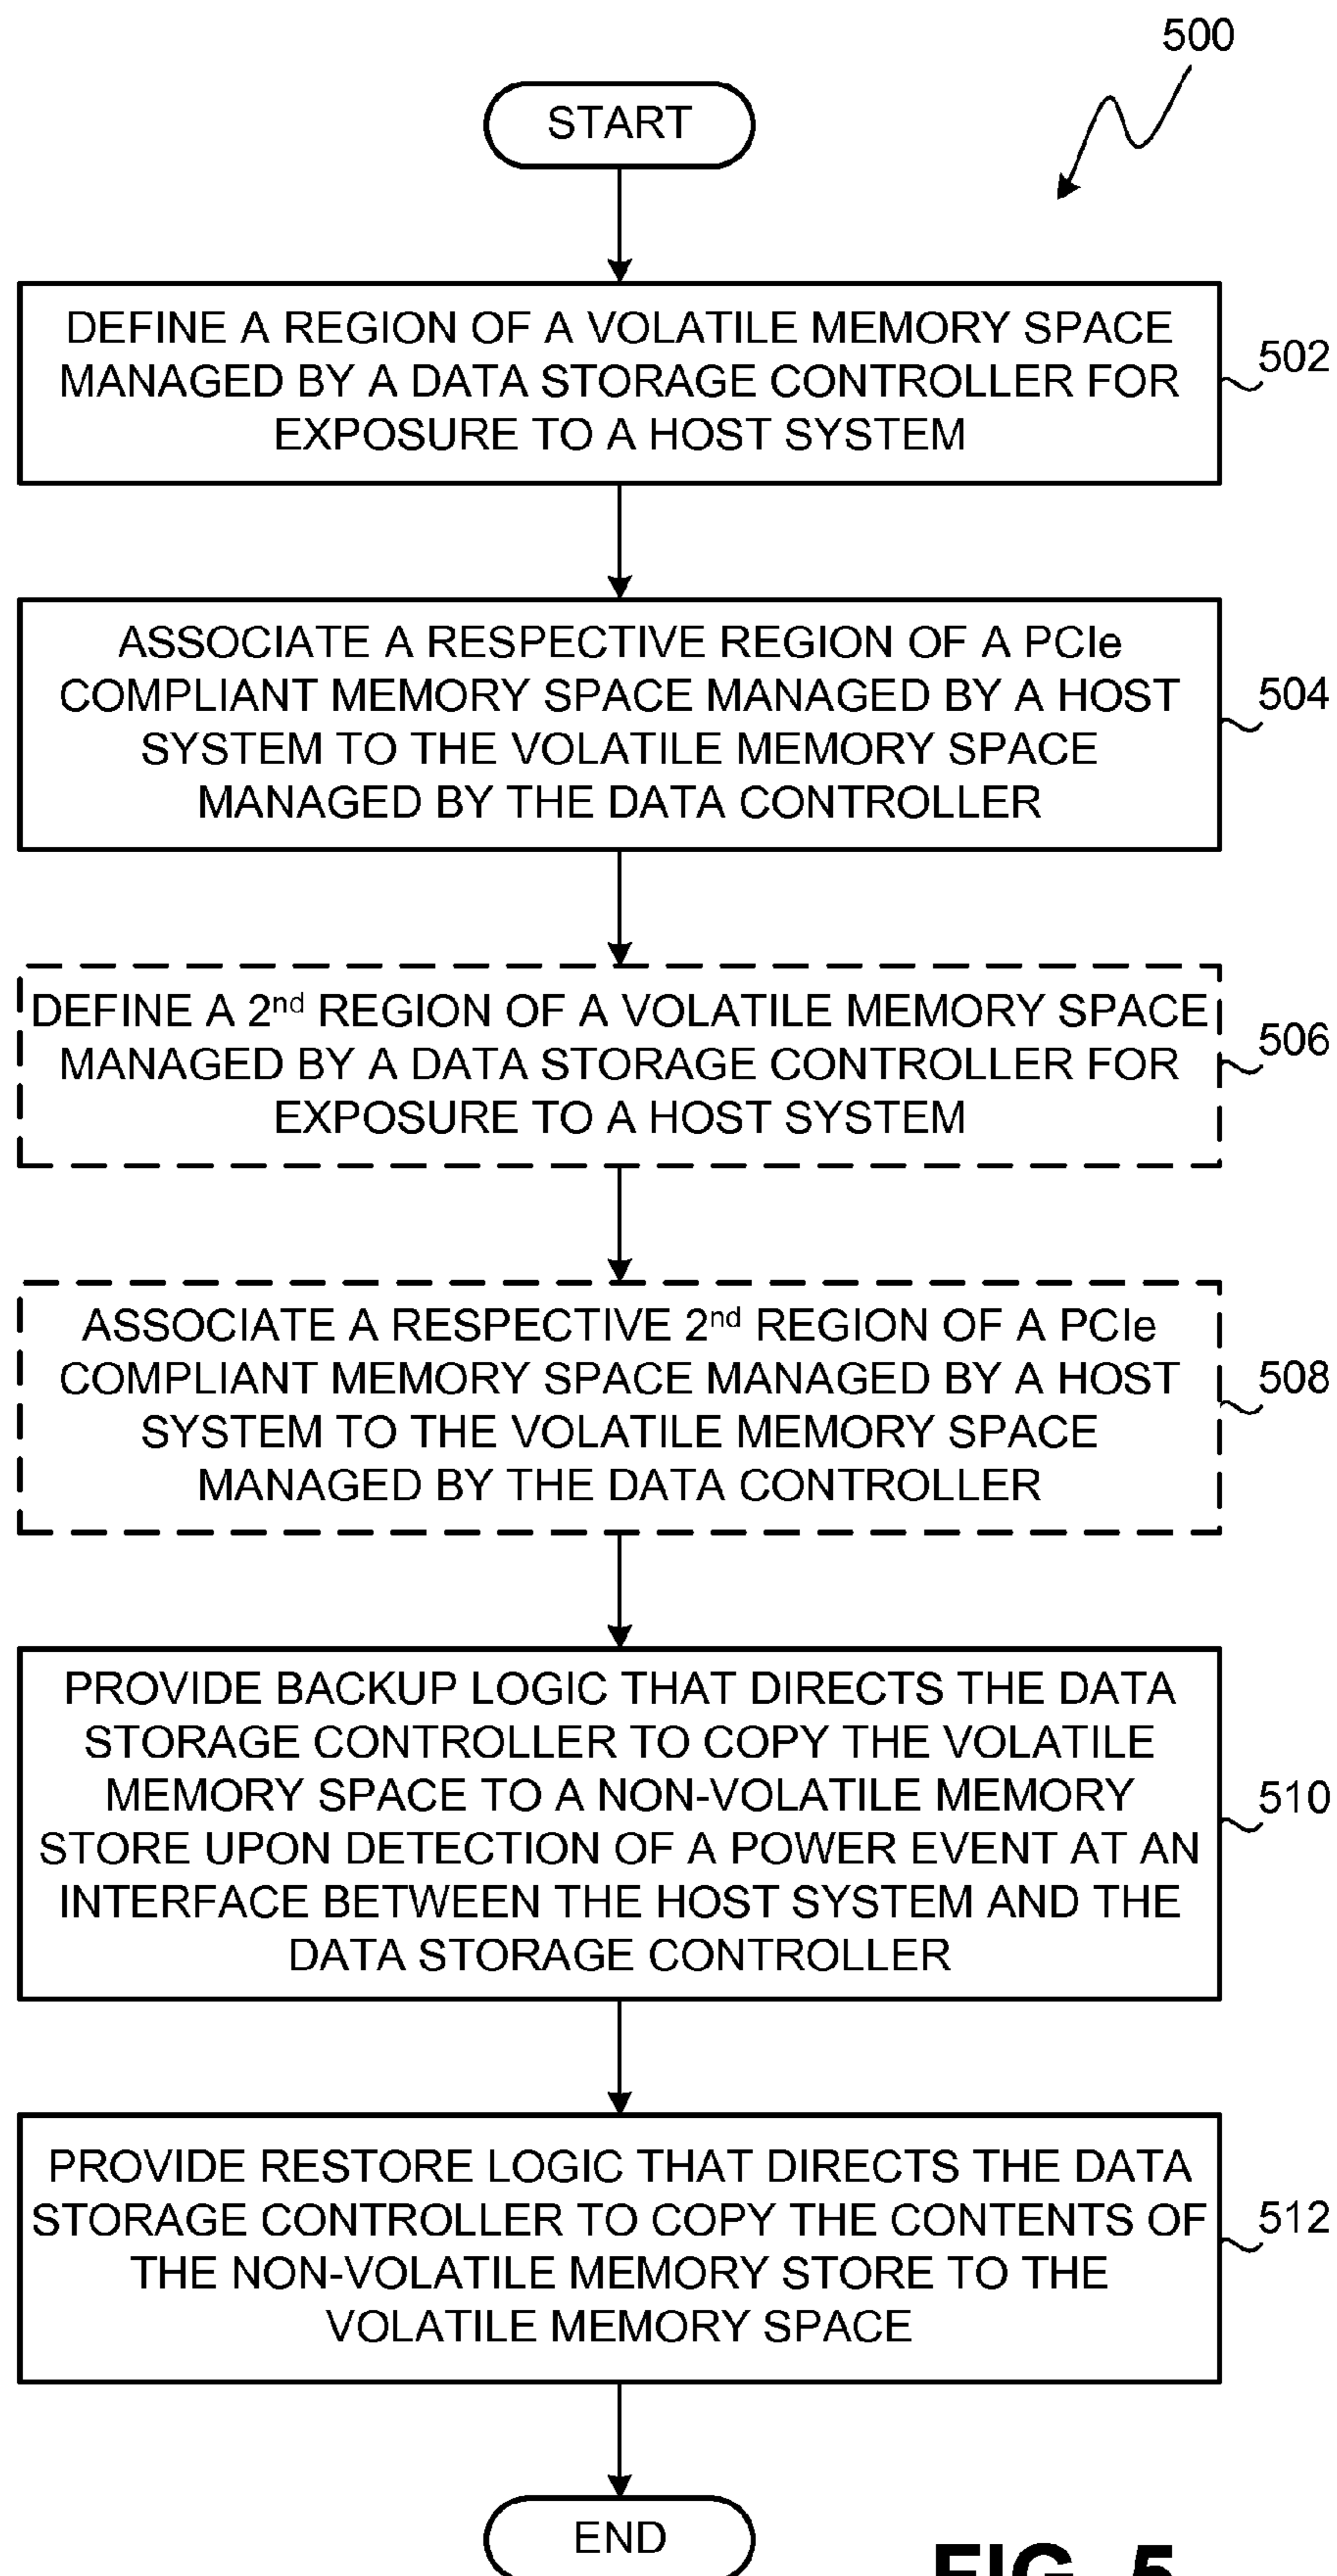 500
START
DEFINE A REGION OF A VOLATILE MEMORY SPACE
MANAGED BY A DATA STORAGE CONTROLLER FOR
EXPOSURE TO A HOST SYSTEM
502
ASSOCIATE A RESPECTIVE REGION OF A PCIe
COMPLIANT MEMORY SPACE MANAGED BY A HOST
SYSTEM TO THE VOLATILE MEMORY SPACE
MANAGED BY THE DATA CONTROLLER
504
DEFINE A 2nd REGION OF A VOLATILE MEMORY SPACE
MANAGED BY A DATA STORAGE CONTROLLER FOR
EXPOSURE TO A HOST SYSTEM
506
ASSOCIATE A RESPECTIVE 2nd REGION OF A PCIe
COMPLIANT MEMORY SPACE MANAGED BY A HOST
SYSTEM TO THE VOLATILE MEMORY SPACE
MANAGED BY THE DATA CONTROLLER
508
PROVIDE BACKUP LOGIC THAT DIRECTS THE DATA
STORAGE CONTROLLER TO COPY THE VOLATILE
MEMORY SPACE TO A NON-VOLATILE MEMORY
STORE UPON DETECTION OF A POWER EVENT AT AN
INTERFACE BETWEEN THE HOST SYSTEM AND THE
DATA STORAGE CONTROLLER
510
PROVIDE RESTORE LOGIC THAT DIRECTS THE DATA
STORAGE CONTROLLER TO COPY THE CONTENTS OF
THE NON-VOLATILE MEMORY STORE TO THE
VOLATILE MEMORY SPACE
512
END
FIG. 5